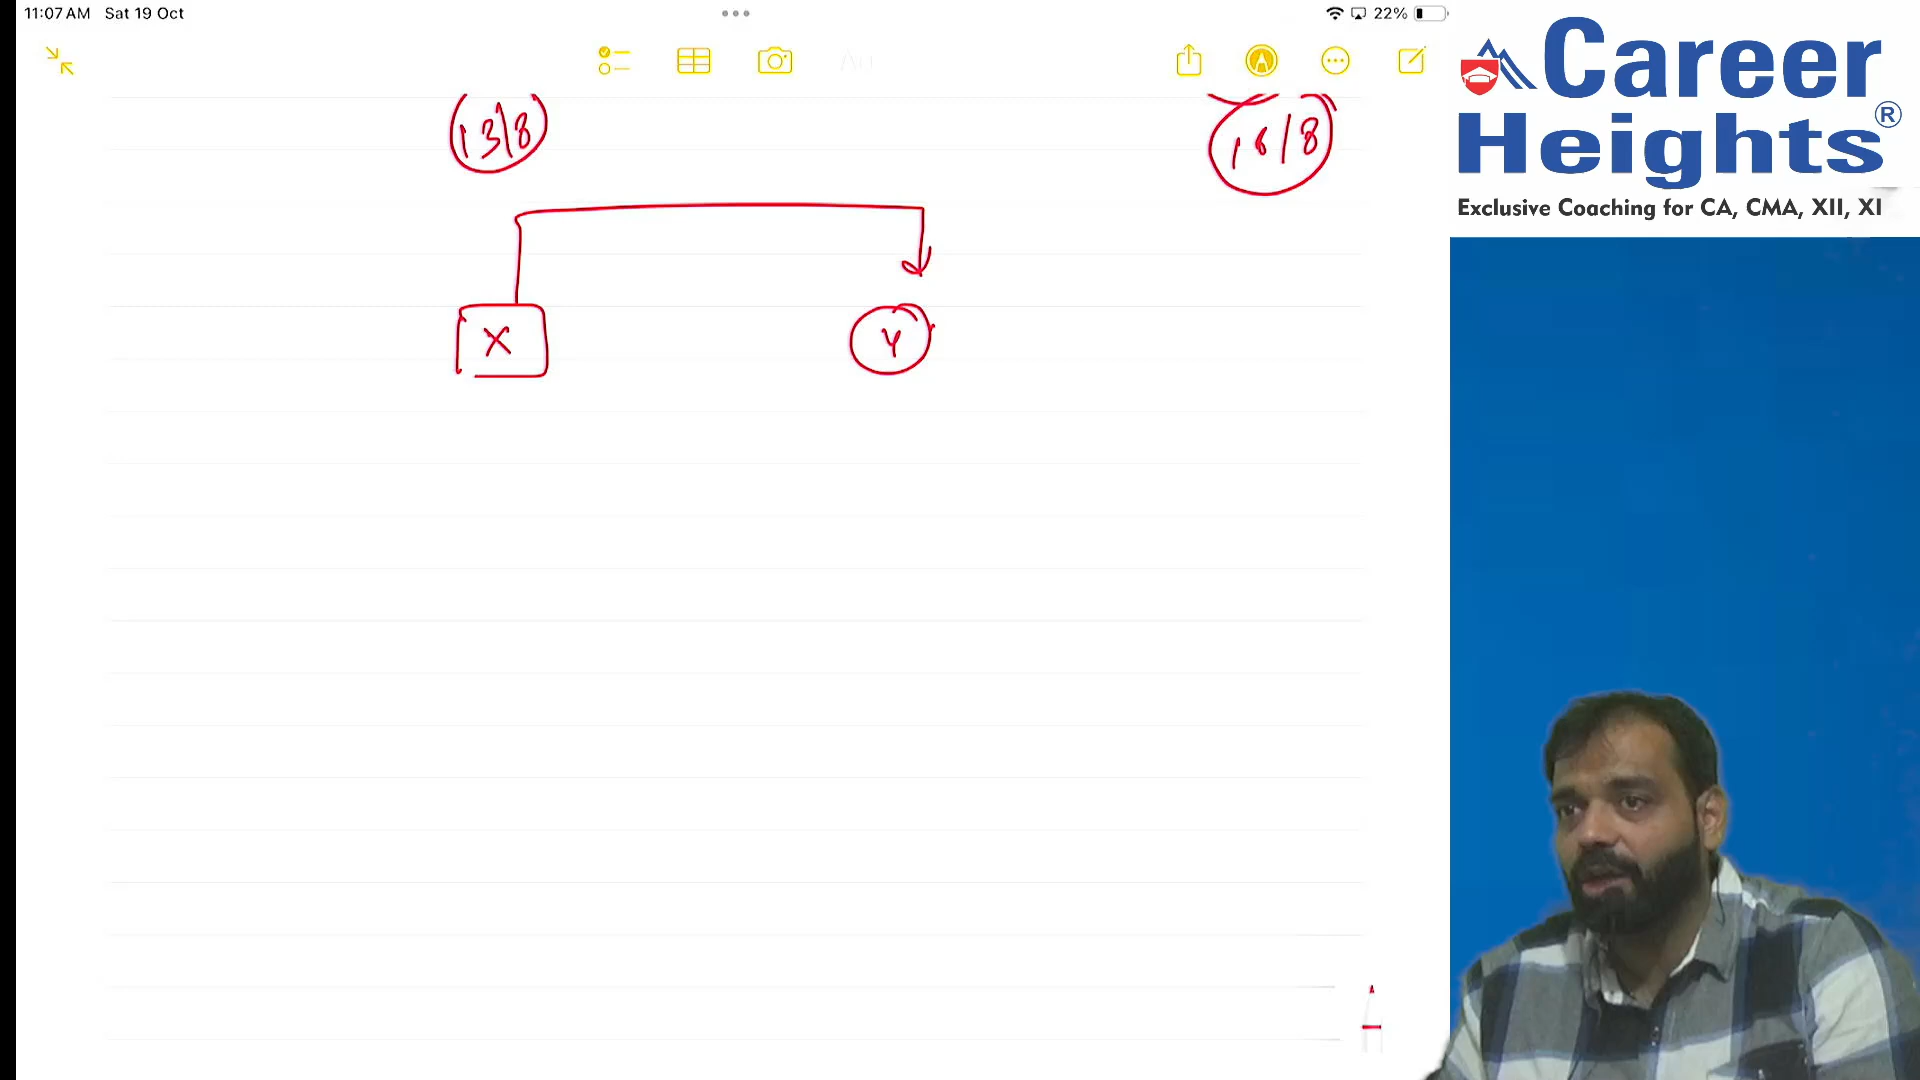 11:07 AM Sat 19 Oct
22%
Career
Heights®
Exclusive Coaching for CA, CMA, XII, XI
13/8
16/8
X
Y